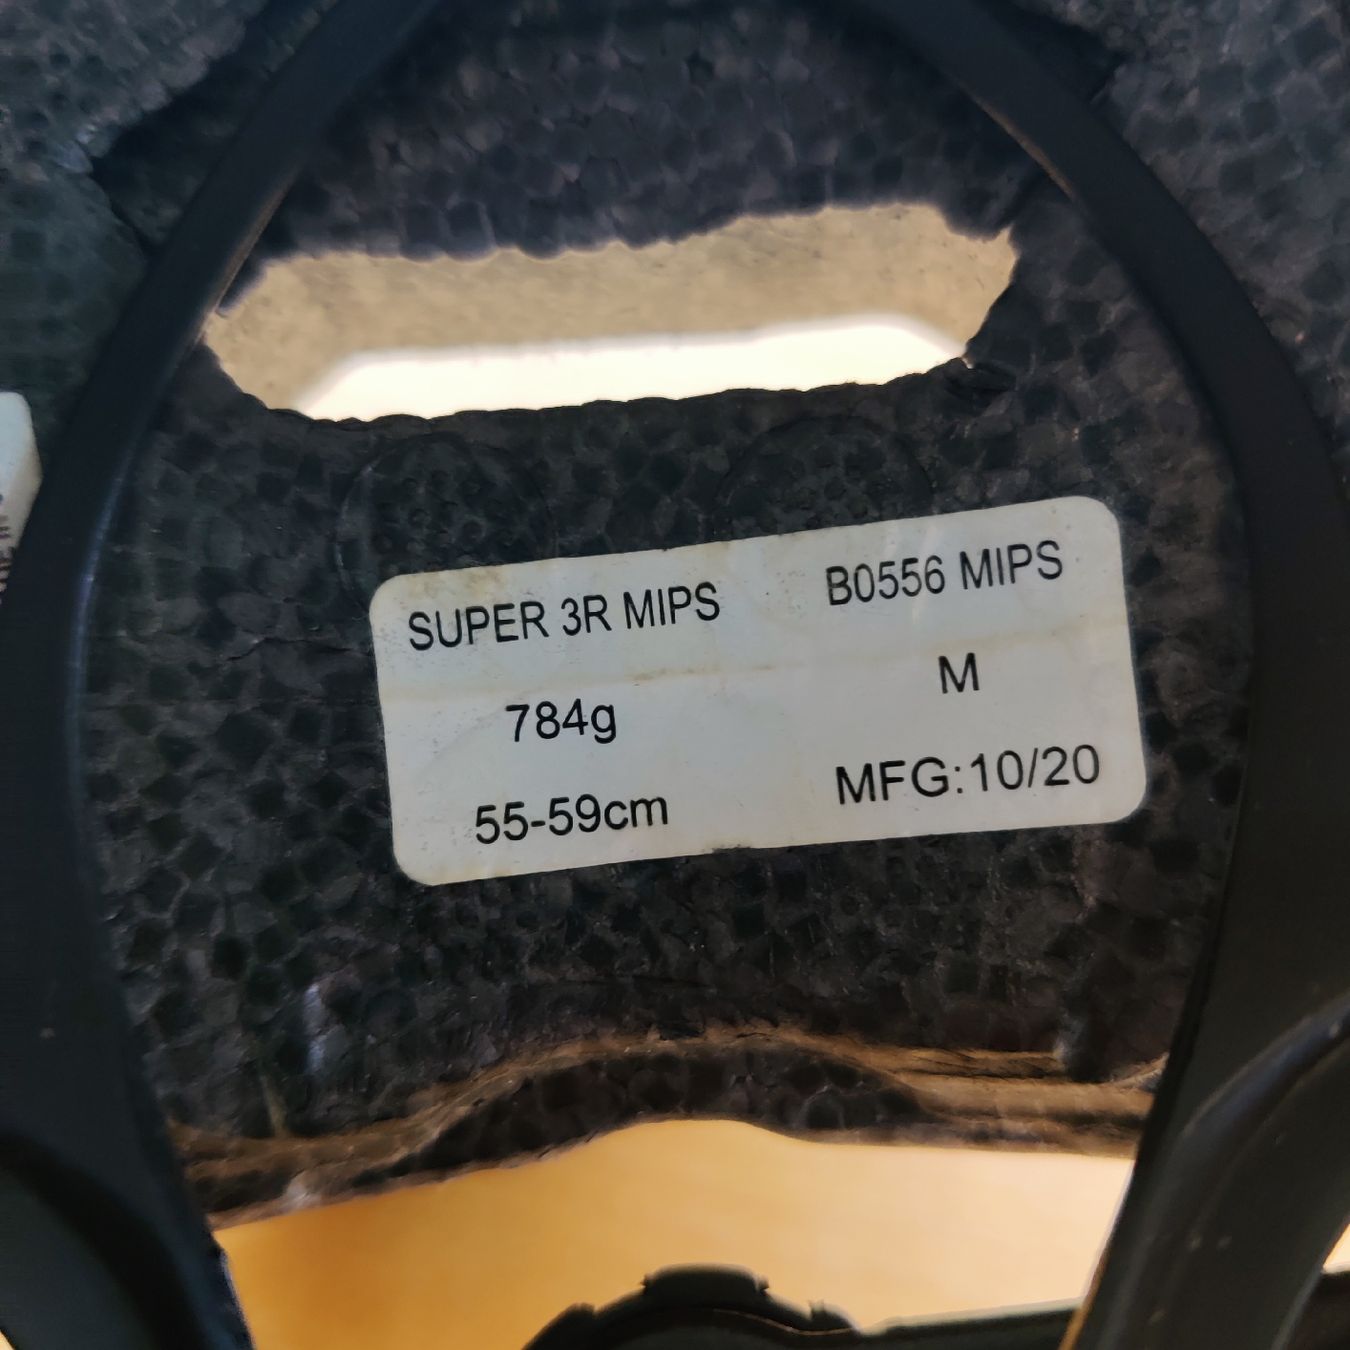 SUPER 3R MIPS B0556 MIPS
784g M
55-59cm MFG:10/20